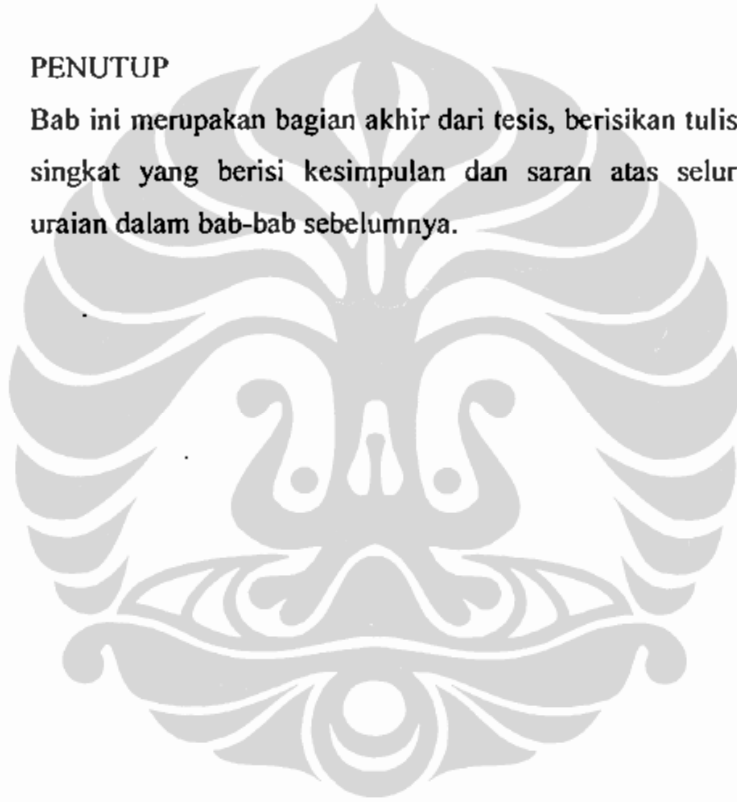 PENUTUP
Bab ini merupakan bagian akhir dari tesis, berisikan tulis
singkat yang berisi kesimpulan dan saran atas selur
uraian dalam bab-bab sebelumnya.